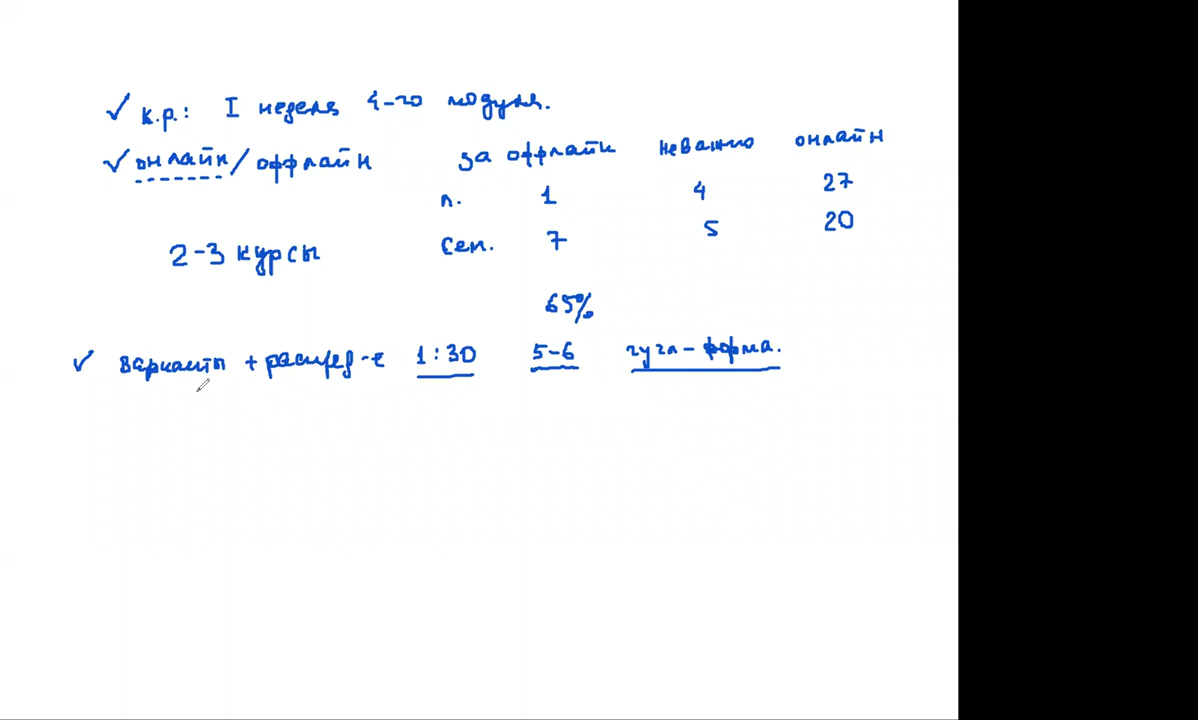 ✓ к.р.: I неделя 4-го модуля.
✓ онлайн/оффлайн за оффлайн неважно онлайн
л. 1 4 27
2-3 курсы сем. 7 5 20
65%
✓ варианты + распред-е 1:30 5-6 гугл-форма.